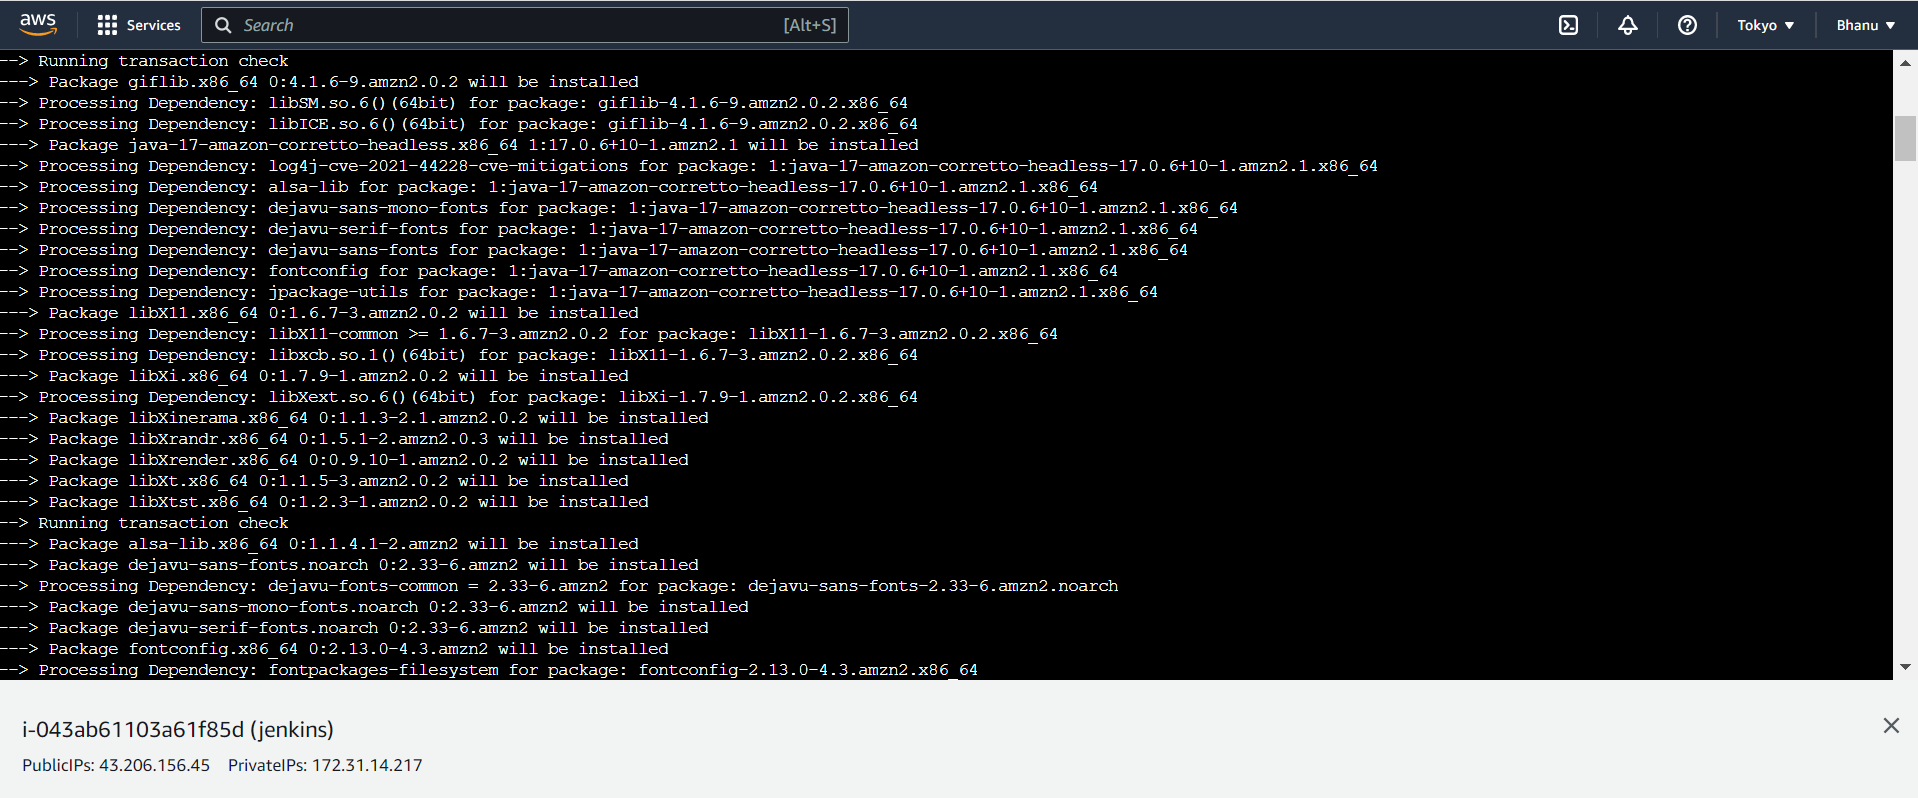 aws
Services
Search [Alt+S]
Tokyo
Bhanu
--> Running transaction check
---> Package giflib.x86_64 0:4.1.6-9.amzn2.0.2 will be installed
--> Processing Dependency: libSM.so.6()(64bit) for package: giflib-4.1.6-9.amzn2.0.2.x86_64
--> Processing Dependency: libICE.so.6()(64bit) for package: giflib-4.1.6-9.amzn2.0.2.x86_64
---> Package java-17-amazon-corretto-headless.x86_64 1:17.0.6+10-1.amzn2.1 will be installed
--> Processing Dependency: log4j-cve-2021-44228-cve-mitigations for package: 1:java-17-amazon-corretto-headless-17.0.6+10-1.amzn2.1.x86_64
--> Processing Dependency: alsa-lib for package: 1:java-17-amazon-corretto-headless-17.0.6+10-1.amzn2.1.x86_64
--> Processing Dependency: dejavu-sans-mono-fonts for package: 1:java-17-amazon-corretto-headless-17.0.6+10-1.amzn2.1.x86_64
--> Processing Dependency: dejavu-serif-fonts for package: 1:java-17-amazon-corretto-headless-17.0.6+10-1.amzn2.1.x86_64
--> Processing Dependency: dejavu-sans-fonts for package: 1:java-17-amazon-corretto-headless-17.0.6+10-1.amzn2.1.x86_64
--> Processing Dependency: fontconfig for package: 1:java-17-amazon-corretto-headless-17.0.6+10-1.amzn2.1.x86_64
--> Processing Dependency: jpackage-utils for package: 1:java-17-amazon-corretto-headless-17.0.6+10-1.amzn2.1.x86_64
---> Package libX11.x86_64 0:1.6.7-3.amzn2.0.2 will be installed
--> Processing Dependency: libX11-common >= 1.6.7-3.amzn2.0.2 for package: libX11-1.6.7-3.amzn2.0.2.x86_64
--> Processing Dependency: libxcb.so.1()(64bit) for package: libX11-1.6.7-3.amzn2.0.2.x86_64
---> Package libXi.x86_64 0:1.7.9-1.amzn2.0.2 will be installed
--> Processing Dependency: libXext.so.6()(64bit) for package: libXi-1.7.9-1.amzn2.0.2.x86_64
---> Package libXinerama.x86_64 0:1.1.3-2.1.amzn2.0.2 will be installed
---> Package libXrandr.x86_64 0:1.5.1-2.amzn2.0.3 will be installed
---> Package libXrender.x86_64 0:0.9.10-1.amzn2.0.2 will be installed
---> Package libXt.x86_64 0:1.1.5-3.amzn2.0.2 will be installed
---> Package libXtst.x86_64 0:1.2.3-1.amzn2.0.2 will be installed
--> Running transaction check
---> Package alsa-lib.x86_64 0:1.1.4.1-2.amzn2 will be installed
---> Package dejavu-sans-fonts.noarch 0:2.33-6.amzn2 will be installed
--> Processing Dependency: dejavu-fonts-common = 2.33-6.amzn2 for package: dejavu-sans-fonts-2.33-6.amzn2.noarch
---> Package dejavu-sans-mono-fonts.noarch 0:2.33-6.amzn2 will be installed
---> Package dejavu-serif-fonts.noarch 0:2.33-6.amzn2 will be installed
---> Package fontconfig.x86_64 0:2.13.0-4.3.amzn2 will be installed
--> Processing Dependency: fontpackages-filesystem for package: fontconfig-2.13.0-4.3.amzn2.x86_64
i-043ab61103a61f85d (jenkins)
PublicIPs: 43.206.156.45 PrivateIPs: 172.31.14.217